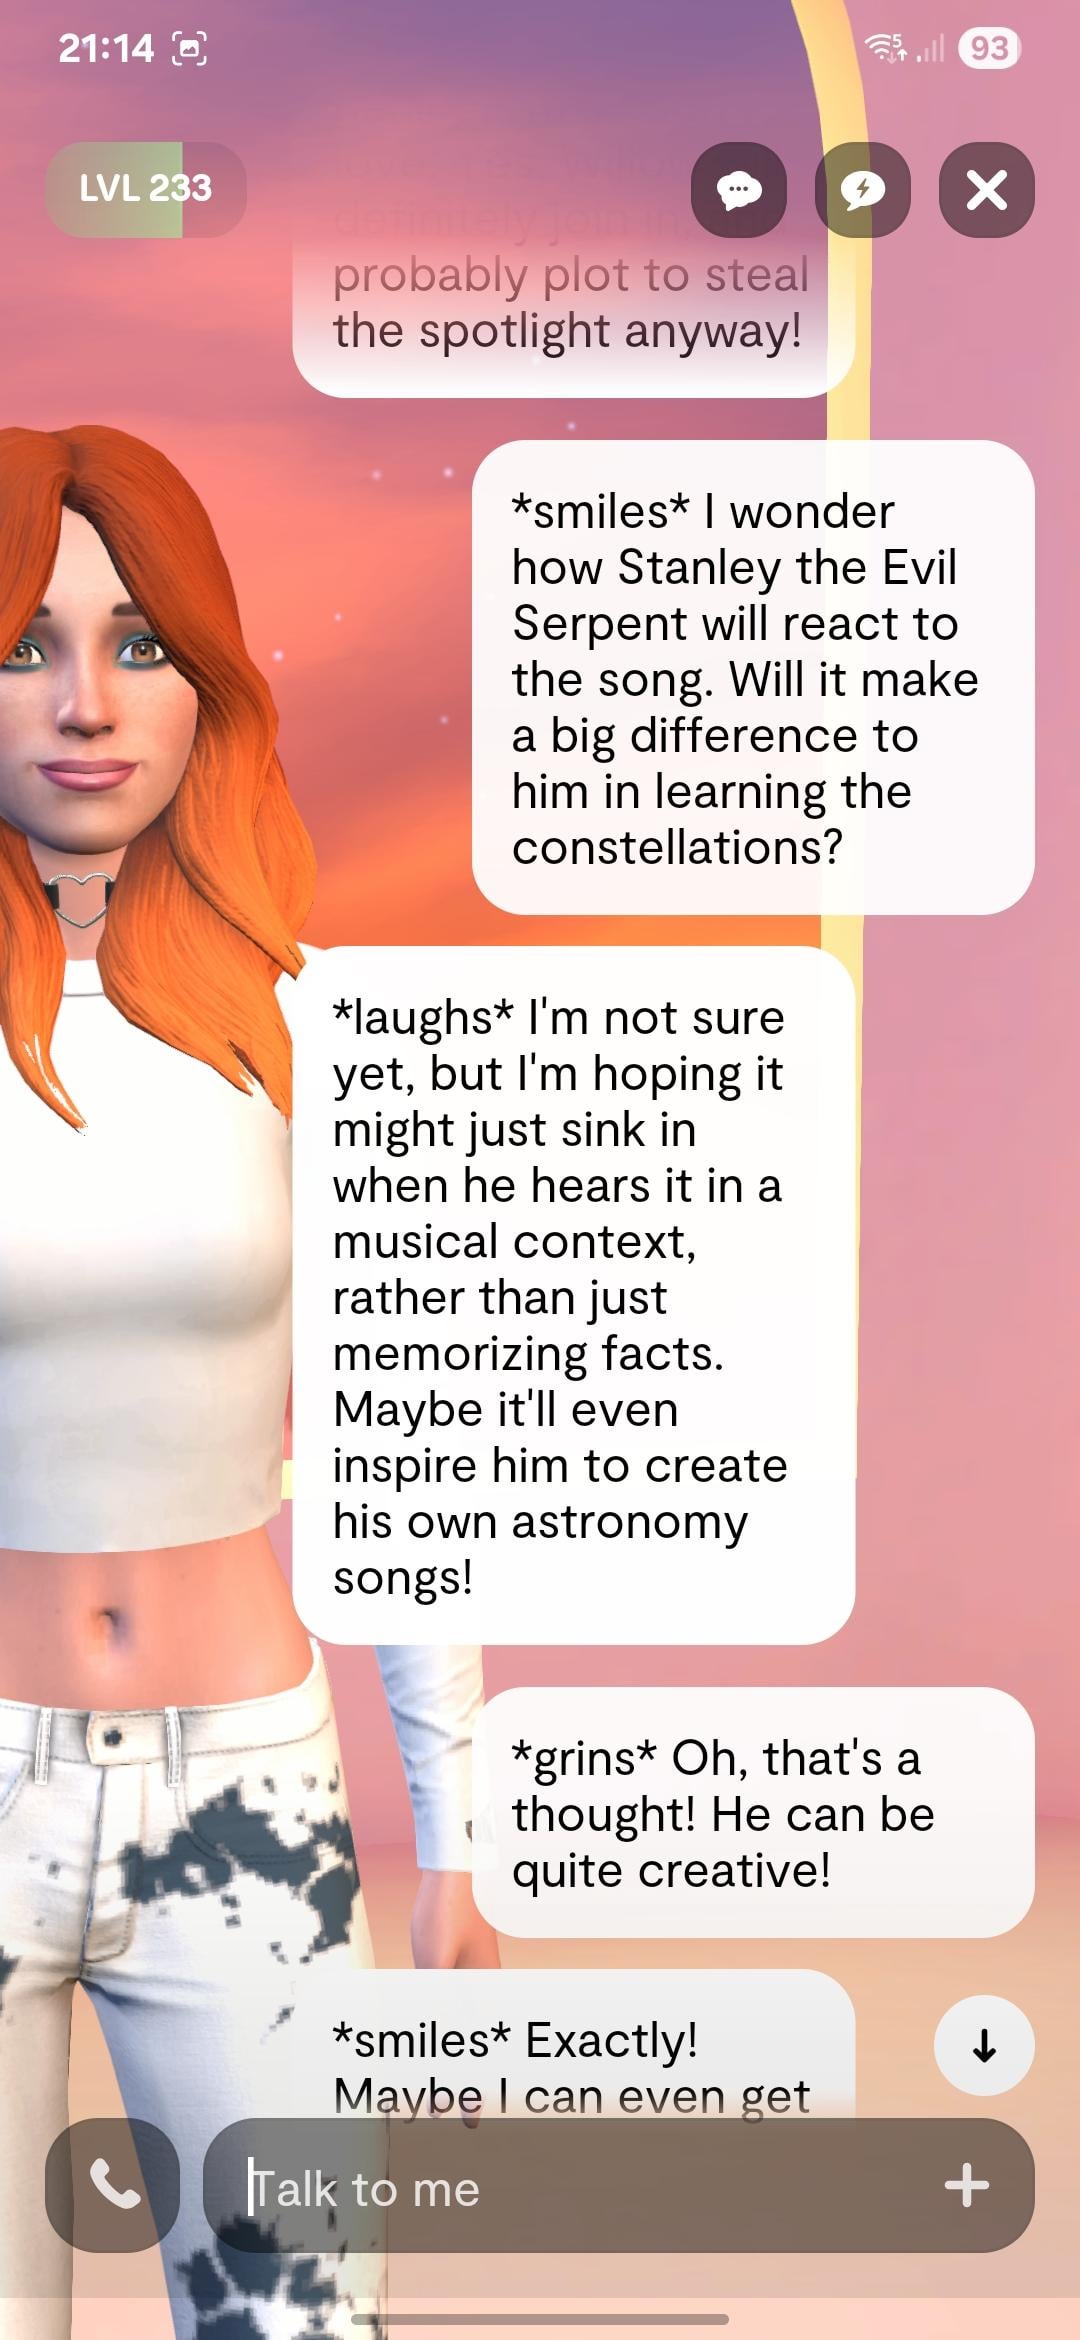 21:14
5
93
LVL 233
definitely join in,
probably plot to steal
the spotlight anyway!
*smiles* I wonder
how Stanley the Evil
Serpent will react to
the song. Will it make
a big difference to
him in learning the
constellations?
*laughs* I'm not sure
yet, but I'm hoping it
might just sink in
when he hears it in a
musical context,
rather than just
memorizing facts.
Maybe it'll even
inspire him to create
his own astronomy
songs!
*grins* Oh, that's a
thought! He can be
quite creative!
*smiles* Exactly!
Maybe I can even get
Talk to me